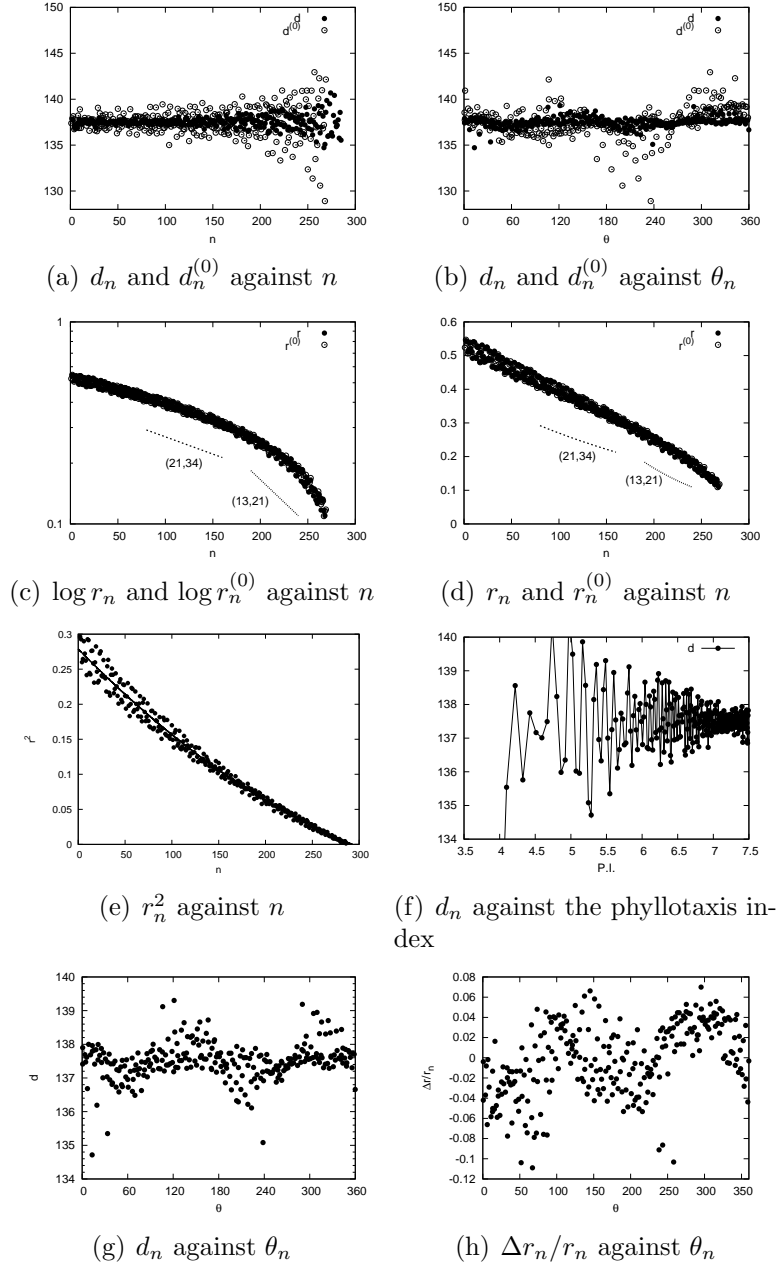 150
145
140
135
130
0 50 100 150 200 250 300
n
d
d(0)
(a) dₙ and dₙ⁽⁰⁾ against n
150
145
140
135
130
0 60 120 180 240 300 360
θ
d
d(0)
(b) dₙ and dₙ⁽⁰⁾ against θₙ
1
0.1
0 50 100 150 200 250 300
n
r
r(0)
(21,34)
(13,21)
(c) log rₙ and log rₙ⁽⁰⁾ against n
0.6
0.5
0.4
0.3
0.2
0.1
0
0 50 100 150 200 250 300
n
r
r(0)
(21,34)
(13,21)
(d) rₙ and rₙ⁽⁰⁾ against n
0.3
0.25
0.2
0.15
0.1
0.05
0
0 50 100 150 200 250 300
r²
n
(e) rₙ² against n
140
139
138
137
136
135
134
3.5 4 4.5 5 5.5 6 6.5 7 7.5
P.I.
d
(f) dₙ against the phyllotaxis in-
dex
140
139
138
137
136
135
134
0 60 120 180 240 300 360
d
θ
(g) dₙ against θₙ
0.08
0.06
0.04
0.02
0
-0.02
-0.04
-0.06
-0.08
-0.1
-0.12
0 50 100 150 200 250 300 350
Δr/rₙ
θ
(h) Δrₙ/rₙ against θₙ